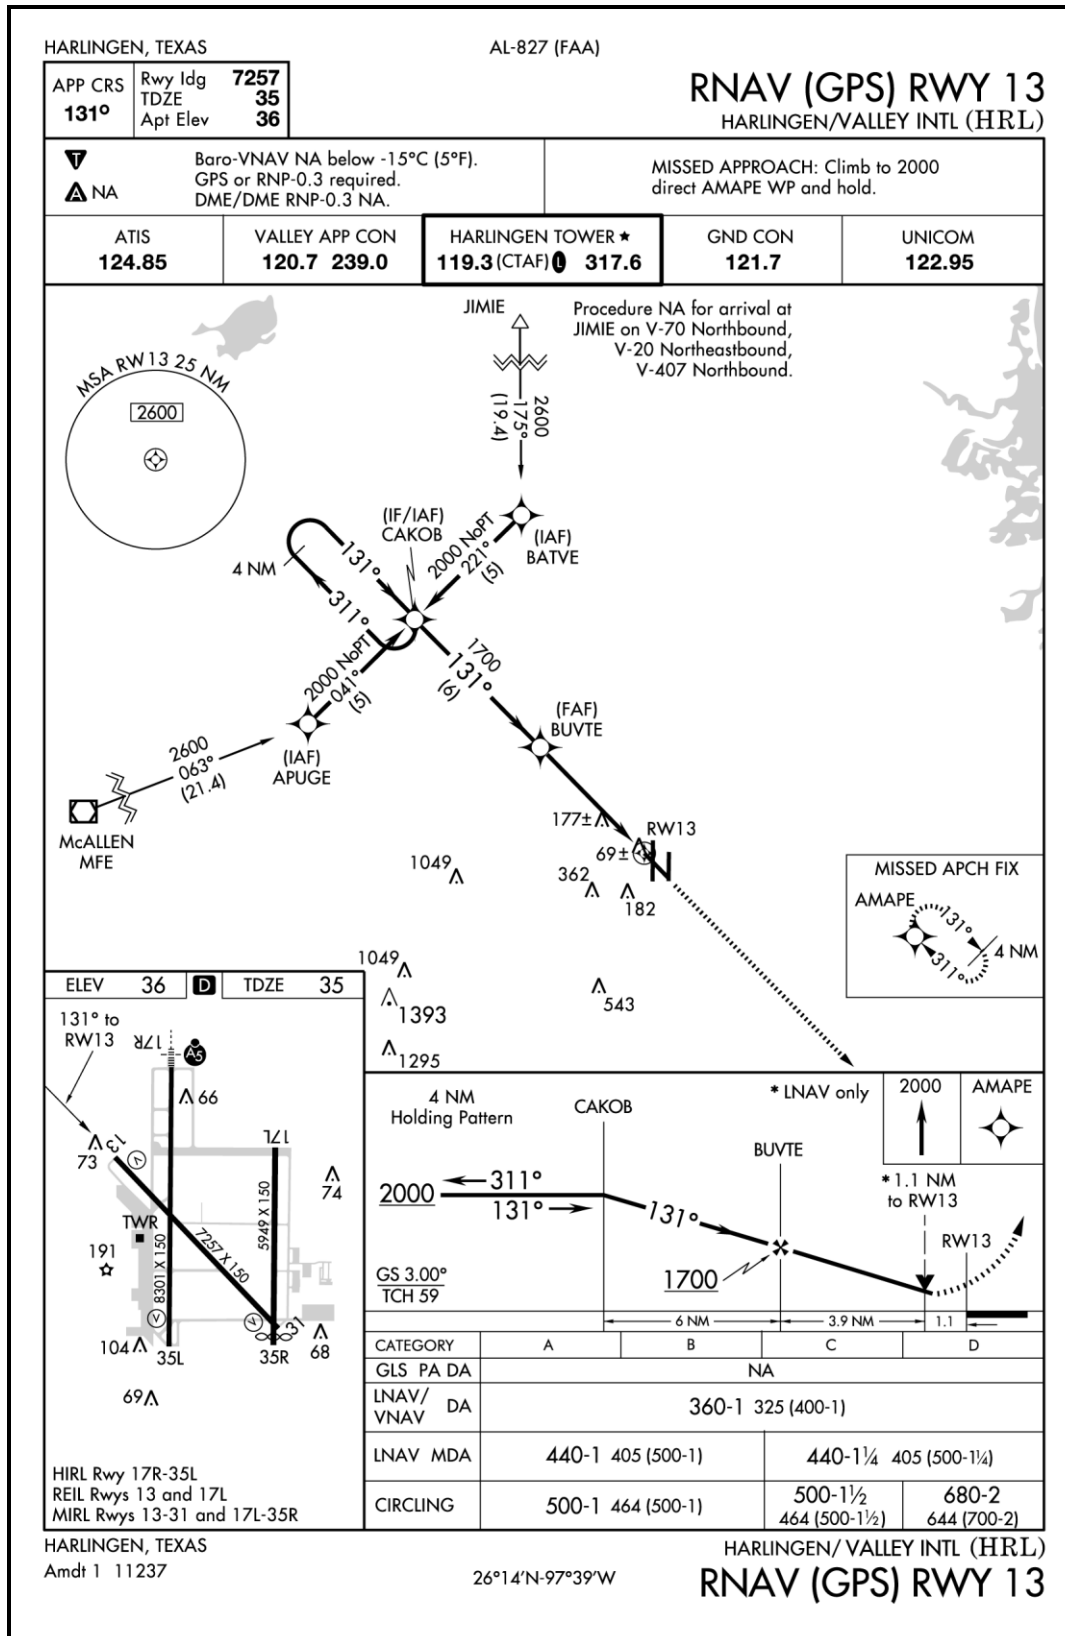 HARLINGEN, TEXAS
AL-827 (FAA)
APP CRS
131°
Rwy ldg 7257
TDZE 35
Apt Elev 36
RNAV (GPS) RWY 13
HARLINGEN/VALLEY INTL (HRL)
T
A NA
Baro-VNAV NA below -15°C (5°F).
GPS or RNP-0.3 required.
DME/DME RNP-0.3 NA.
MISSED APPROACH: Climb to 2000
direct AMAPE WP and hold.
ATIS
124.85
VALLEY APP CON
120.7 239.0
HARLINGEN TOWER ★
119.3 (CTAF) L 317.6
GND CON
121.7
UNICOM
122.95
JIMIE
Procedure NA for arrival at
JIMIE on V-70 Northbound,
V-20 Northeastbound,
V-407 Northbound.
MSA RW13 25 NM
2600
2600
175°
(19.4)
(IF/IAF)
CAKOB
(IAF)
BATVE
2000 NoPT
221°
(5)
4 NM
131°
311°
2000 NoPT
041°
(5)
1700
131°
(6)
(IAF)
APUGE
(FAF)
BUVTE
2600
063°
(21.4)
McALLEN
MFE
177±
RW13
69±
1049
362
182
MISSED APCH FIX
AMAPE
131°
311°
4 NM
1049
1393
1295
543
ELEV 36 D TDZE 35
131° to
RW13
17R
A5
66
13
73
V
17L
74
TWR
191
8301 X 150
7257 X 150
5949 X 150
V
V
31
104
35L
35R
68
69
HIRL Rwy 17R-35L
REIL Rwys 13 and 17L
MIRL Rwys 13-31 and 17L-35R
4 NM
Holding Pattern
CAKOB
* LNAV only
2000
AMAPE
BUVTE
2000
311°
131°
131°
* 1.1 NM
to RW13
RW13
1700
GS 3.00°
TCH 59
6 NM
3.9 NM
1.1
CATEGORY A B C D
GLS PA DA NA
LNAV/
VNAV DA 360-1 325 (400-1)
LNAV MDA 440-1 405 (500-1) 440-1¼ 405 (500-1¼)
CIRCLING 500-1 464 (500-1) 500-1½ 680-2
464 (500-1½) 644 (700-2)
HARLINGEN, TEXAS
Amdt 1 11237
26°14'N-97°39'W
HARLINGEN/ VALLEY INTL (HRL)
RNAV (GPS) RWY 13